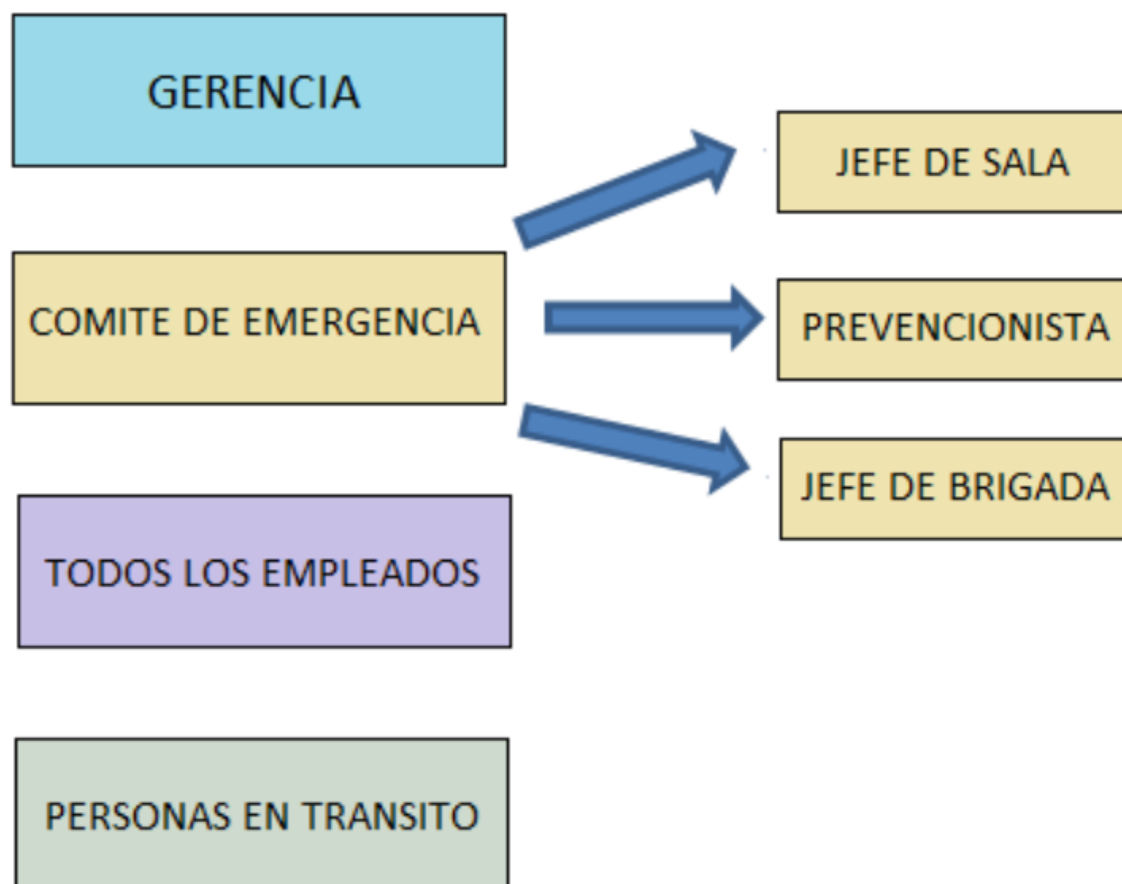 GERENCIA
COMITE DE EMERGENCIA
JEFE DE SALA
PREVENCIONISTA
JEFE DE BRIGADA
TODOS LOS EMPLEADOS
PERSONAS EN TRANSITO